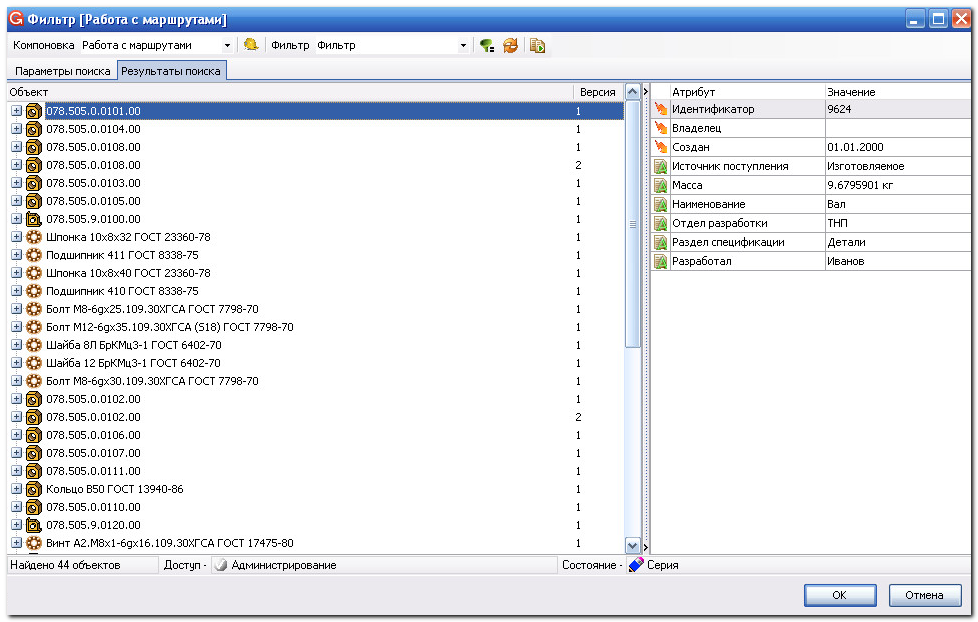 Фильтр [Работа с маршрутами]
Компоновка Работа с маршрутами Фильтр Фильтр
Параметры поиска Результаты поиска
Объект Версия Атрибут Значение
078.505.0.0101.00 1
078.505.0.0104.00 1
078.505.0.0108.00 1
078.505.0.0108.00 2
078.505.0.0103.00 1
078.505.0.0105.00 1
078.505.9.0100.00 1
Шпонка 10x8x32 ГОСТ 23360-78 1
Подшипник 411 ГОСТ 8338-75 1
Шпонка 10x8x40 ГОСТ 23360-78 1
Подшипник 410 ГОСТ 8338-75 1
Болт М8-6gx25.109.30ХГСА ГОСТ 7798-70 1
Болт М12-6gx35.109.30ХГСА (S18) ГОСТ 7798-70 1
Шайба 8Л БрКМц3-1 ГОСТ 6402-70 1
Шайба 12 БрКМц3-1 ГОСТ 6402-70 1
Болт М8-6gx30.109.30ХГСА ГОСТ 7798-70 1
078.505.0.0102.00 1
078.505.0.0102.00 2
078.505.0.0106.00 1
078.505.0.0107.00 1
078.505.0.0111.00 1
Кольцо В50 ГОСТ 13940-86 1
078.505.0.0110.00 1
078.505.9.0120.00 1
Винт А2.М8х1-6gx16.109.30ХГСА ГОСТ 17475-80 1
Идентификатор 9624
Владелец
Создан 01.01.2000
Источник поступления Изготовляемое
Масса 9.6795901 кг
Наименование Вал
Отдел разработки ТНП
Раздел спецификации Детали
Разработал Иванов
Найдено 44 объектов Доступ - Администрирование Состояние - Серия
ОК Отмена